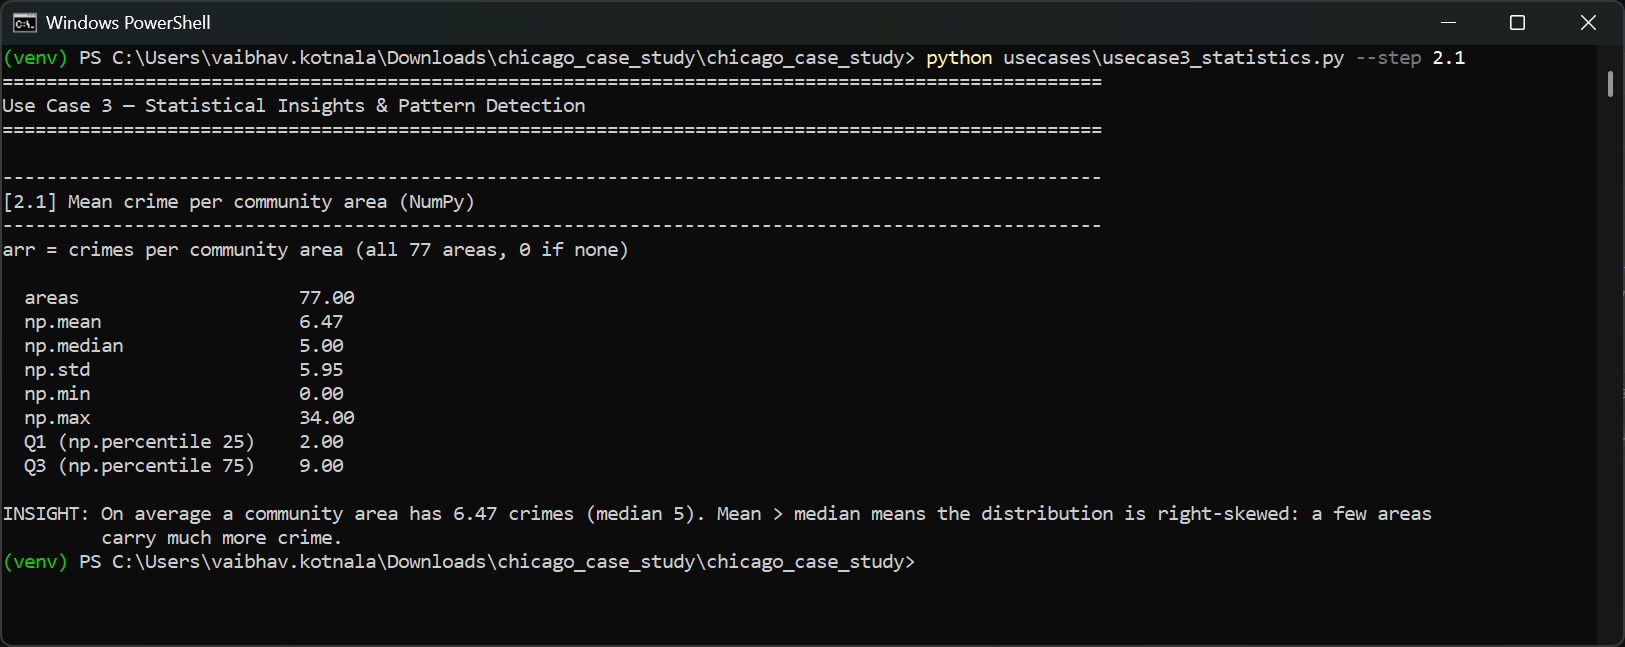 Windows PowerShell
(venv) PS C:\Users\vaibhav.kotnala\Downloads\chicago_case_study\chicago_case_study> python usecases\usecase3_statistics.py --step 2.1
====================================================================================================
Use Case 3 — Statistical Insights & Pattern Detection
====================================================================================================
----------------------------------------------------------------------------------------------------
[2.1] Mean crime per community area (NumPy)
----------------------------------------------------------------------------------------------------
arr = crimes per community area (all 77 areas, 0 if none)
areas 77.00
np.mean 6.47
np.median 5.00
np.std 5.95
np.min 0.00
np.max 34.00
Q1 (np.percentile 25) 2.00
Q3 (np.percentile 75) 9.00
INSIGHT: On average a community area has 6.47 crimes (median 5). Mean > median means the distribution is right-skewed: a few areas
carry much more crime.
(venv) PS C:\Users\vaibhav.kotnala\Downloads\chicago_case_study\chicago_case_study>